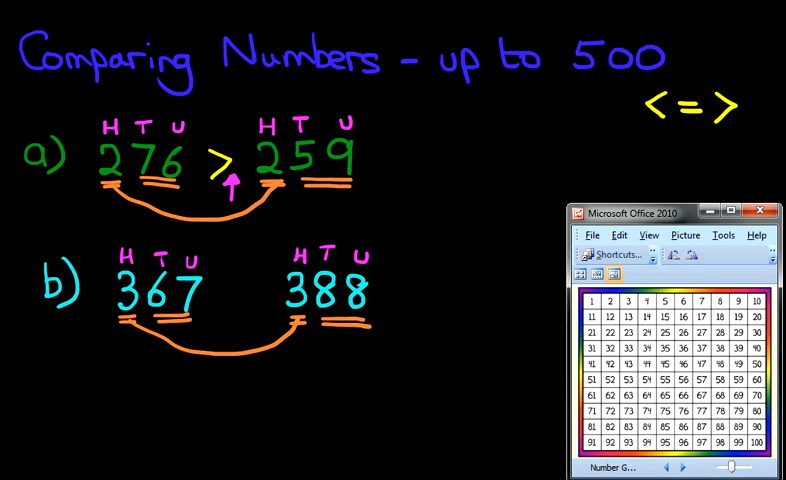 Comparing Numbers - up to 500
< = >
H T U H T U
a) 276 > 259
H T U H T U
b) 367 388
Microsoft Office 2010
File Edit View Picture Tools Help
Shortcuts...
1 2 3 4 5 6 7 8 9 10
11 12 13 14 15 16 17 18 19 20
21 22 23 24 25 26 27 28 29 30
31 32 33 34 35 36 37 38 39 40
41 42 43 44 45 46 47 48 49 50
51 52 53 54 55 56 57 58 59 60
61 62 63 64 65 66 67 68 69 70
71 72 73 74 75 76 77 78 79 80
81 82 83 84 85 86 87 88 89 90
91 92 93 94 95 96 97 98 99 100
Number G...